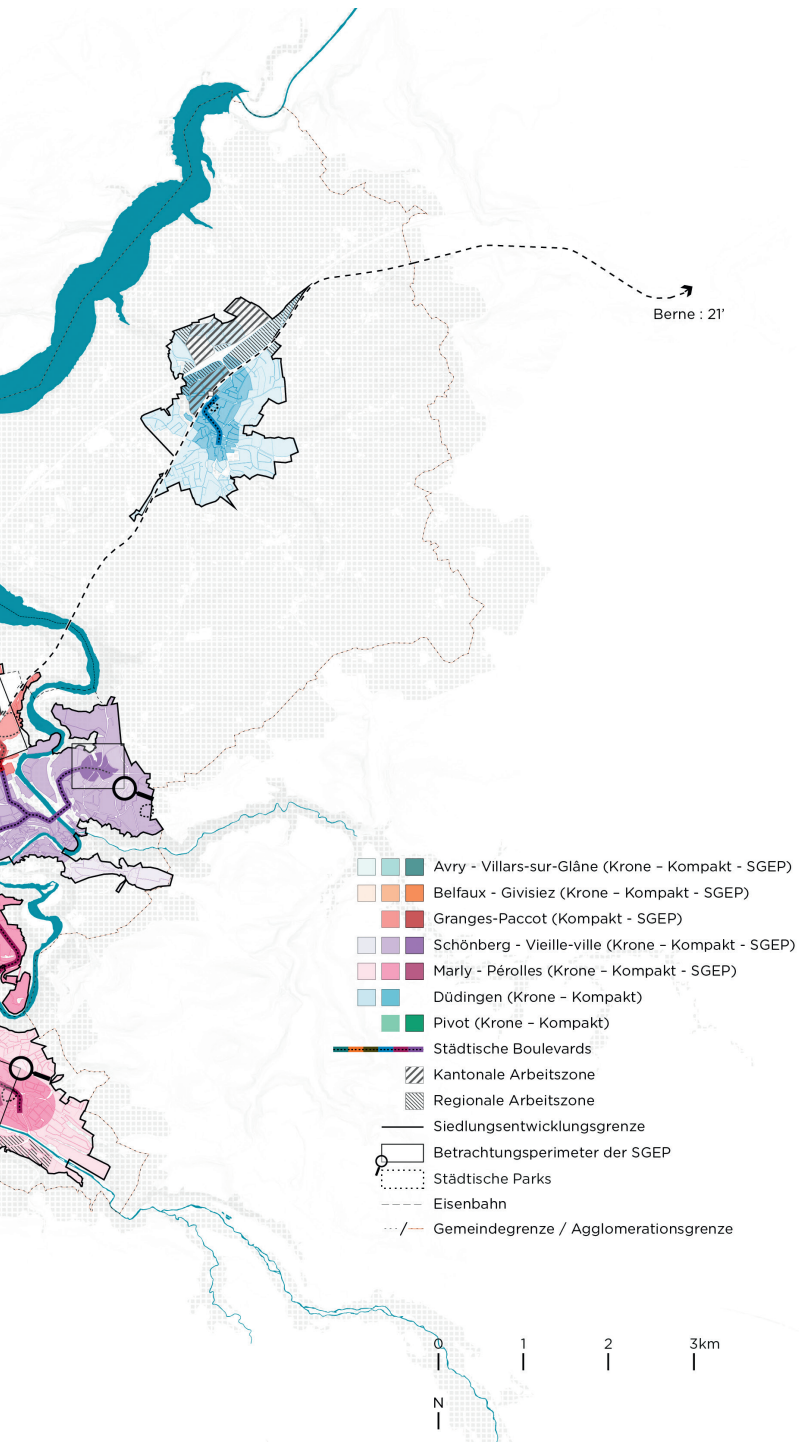 Berne : 21'
Avry - Villars-sur-Glâne (Krone – Kompakt - SGEP)
Belfaux - Givisiez (Krone – Kompakt - SGEP)
Granges-Paccot (Kompakt - SGEP)
Schönberg - Vieille-ville (Krone – Kompakt - SGEP)
Marly - Pérolles (Krone – Kompakt - SGEP)
Düdingen (Krone – Kompakt)
Pivot (Krone – Kompakt)
Städtische Boulevards
Kantonale Arbeitszone
Regionale Arbeitszone
Siedlungsentwicklungsgrenze
Betrachtungsperimeter der SGEP
Städtische Parks
Eisenbahn
Gemeindegrenze / Agglomerationsgrenze
0 1 2 3km
N